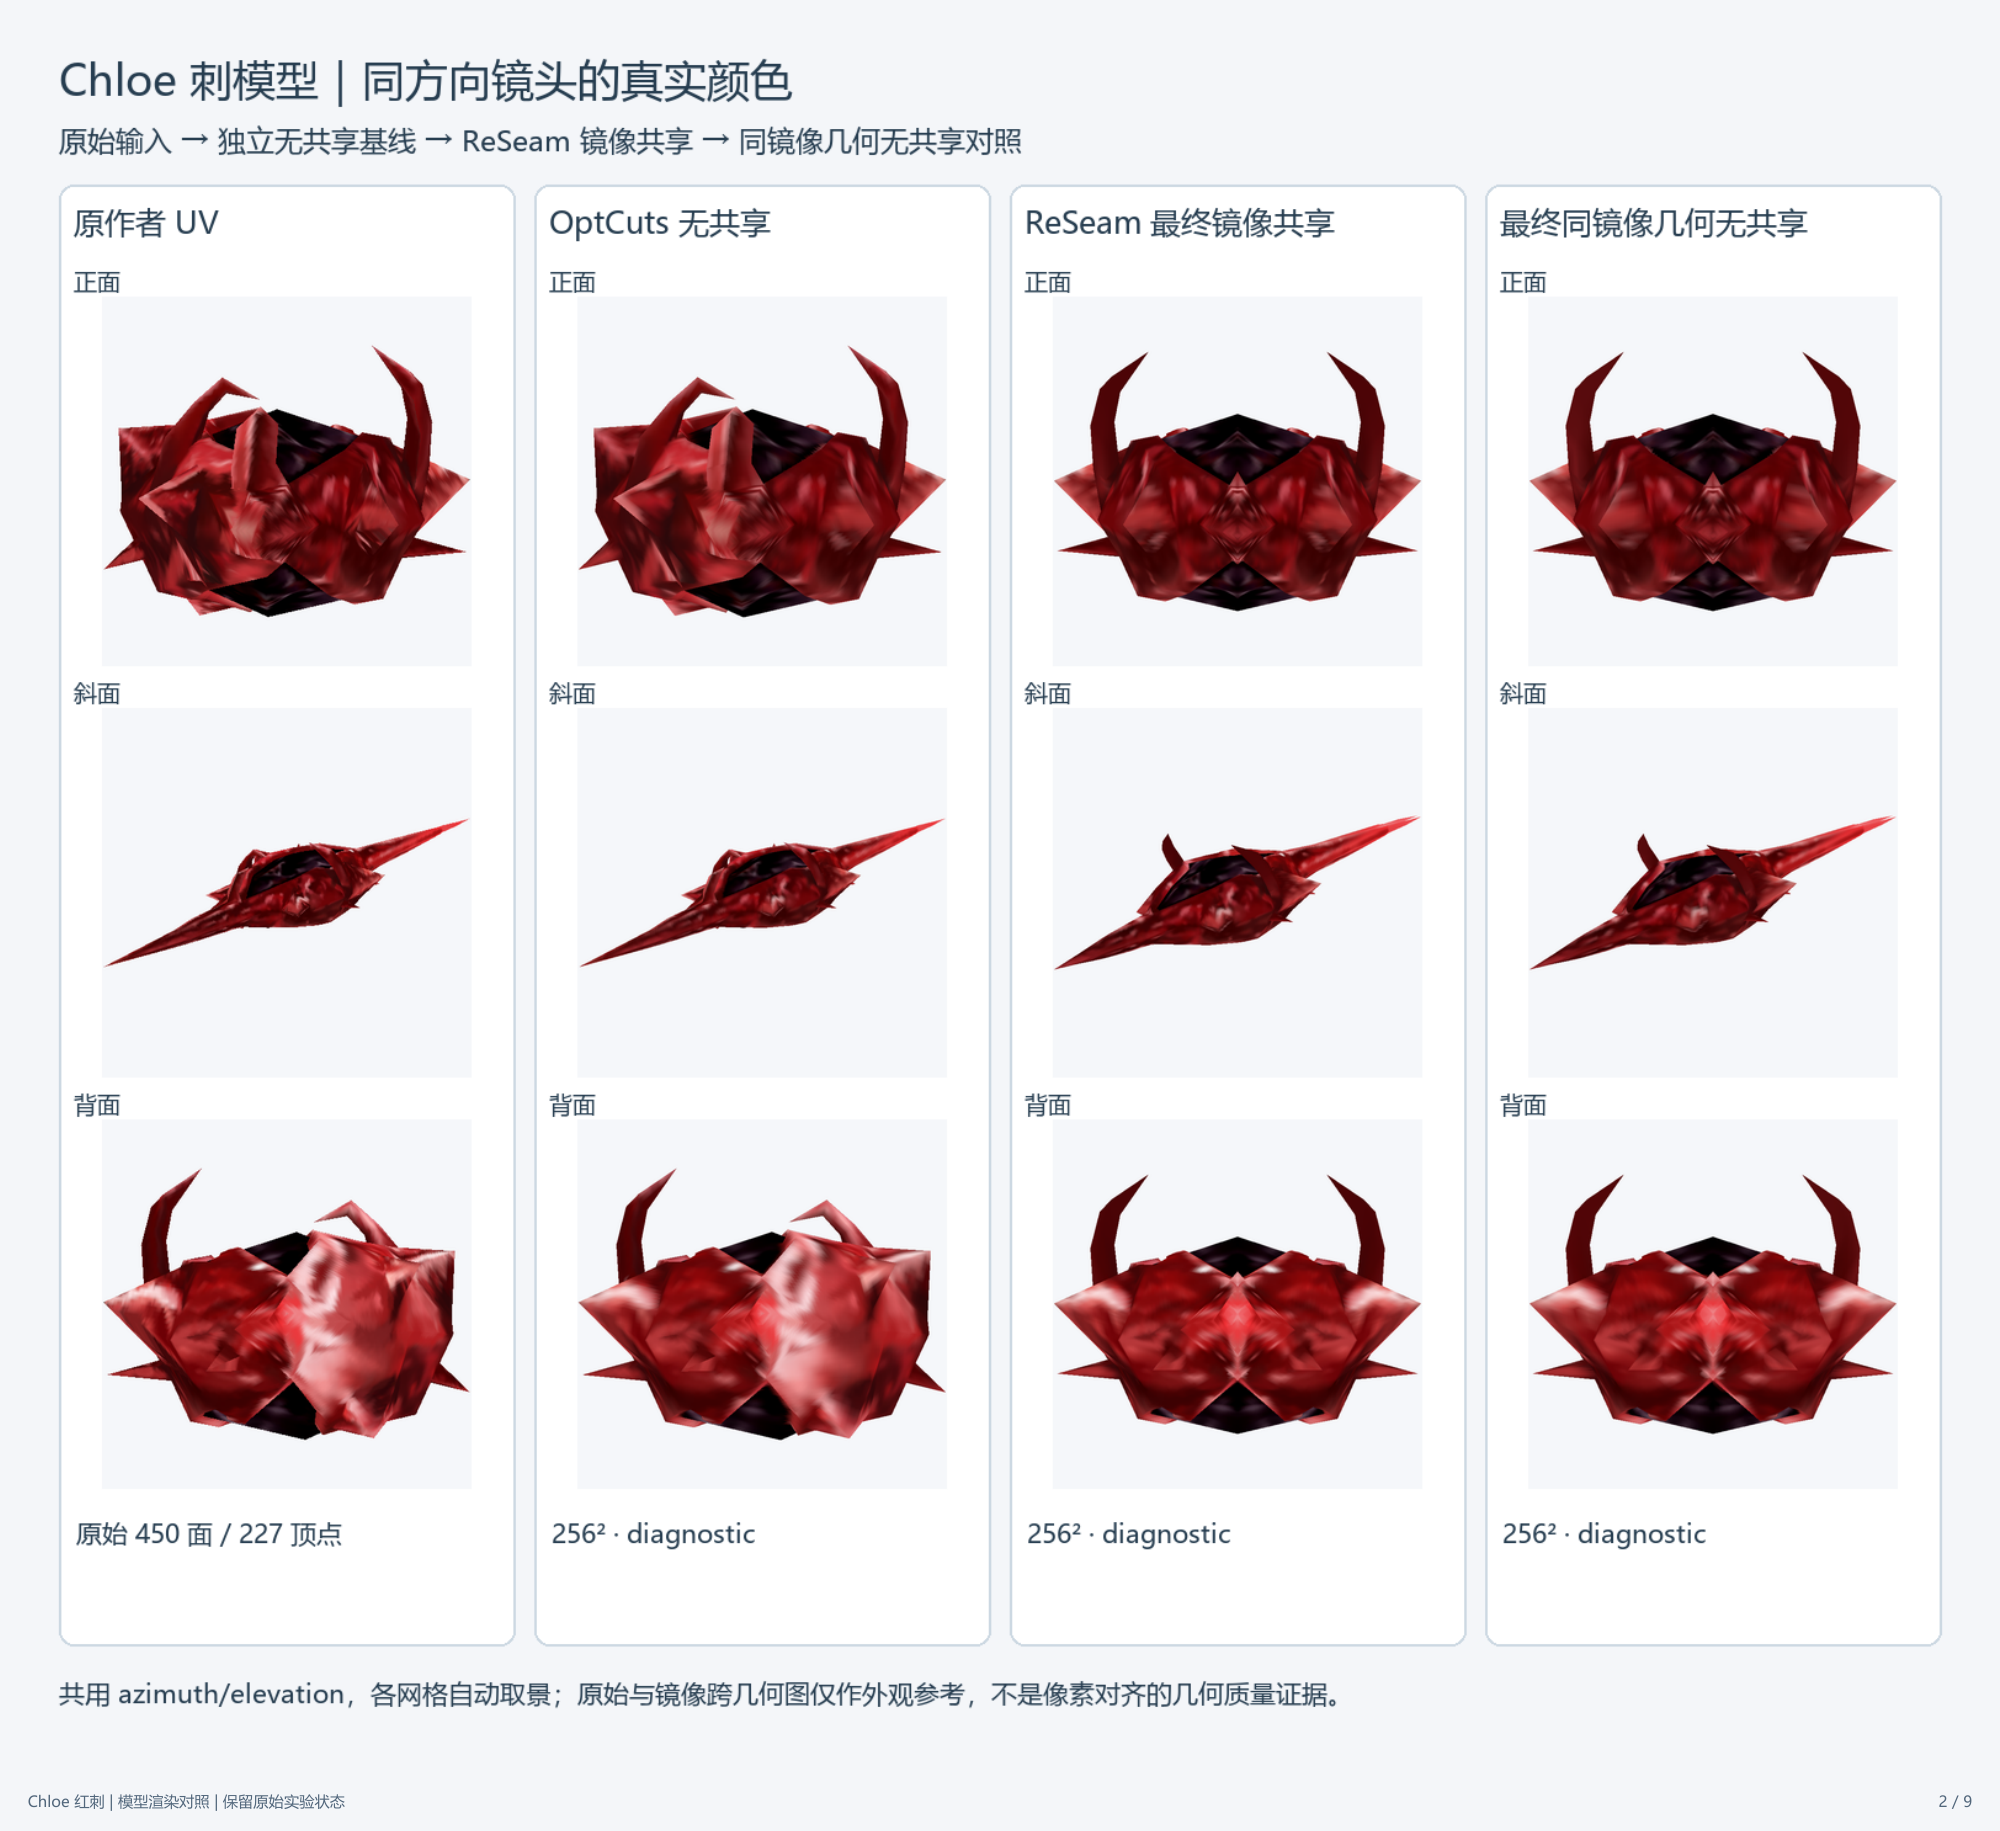 Chloe 刺模型 | 同方向镜头的真实颜色
原始输入 → 独立无共享基线 → ReSeam 镜像共享 → 同镜像几何无共享对照
原作者 UV
正面
斜面
背面
原始 450 面 / 227 顶点
OptCuts 无共享
正面
斜面
背面
256² · diagnostic
ReSeam 最终镜像共享
正面
斜面
背面
256² · diagnostic
最终同镜像几何无共享
正面
斜面
背面
256² · diagnostic
共用 azimuth/elevation，各网格自动取景；原始与镜像跨几何图仅作外观参考，不是像素对齐的几何质量证据。
Chloe 红刺 | 模型渲染对照 | 保留原始实验状态
2 / 9